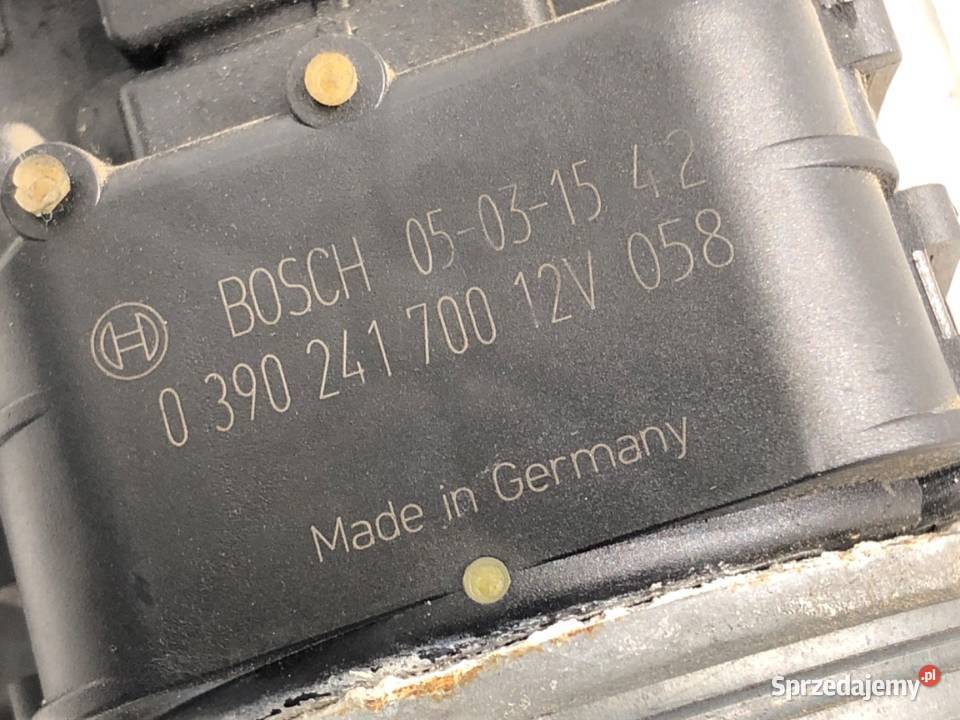 BOSCH 05-03-15 4 2
0 390 241 700 12V 058
Made in Germany
Sprzedajemy.pl